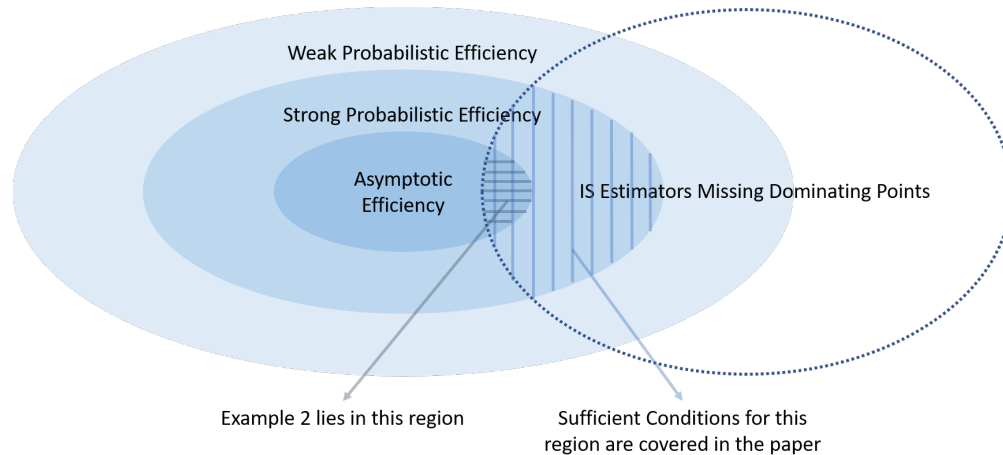 Weak Probabilistic Efficiency
Strong Probabilistic Efficiency
Asymptotic
Efficiency
IS Estimators Missing Dominating Points
Example 2 lies in this region
Sufficient Conditions for this
region are covered in the paper